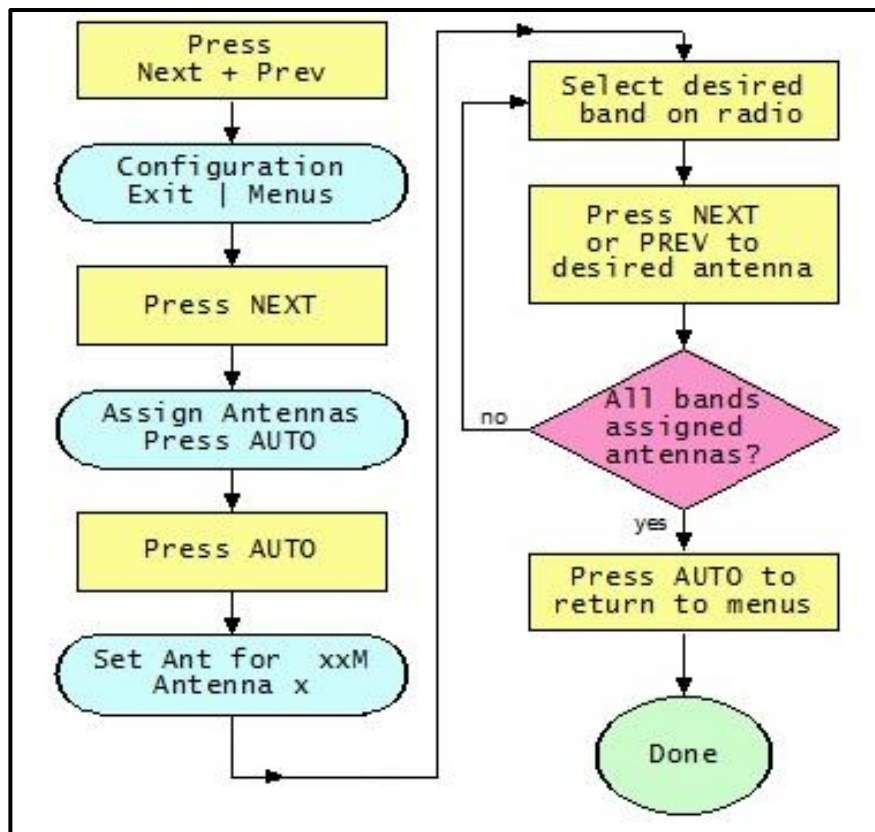 Press
Next + Prev
Configuration
Exit | Menus
Press NEXT
Assign Antennas
Press AUTO
Press AUTO
Set Ant for xxM
Antenna x
Select desired
band on radio
Press NEXT
or PREV to
desired antenna
All bands
assigned
antennas?
no
yes
Press AUTO to
return to menus
Done